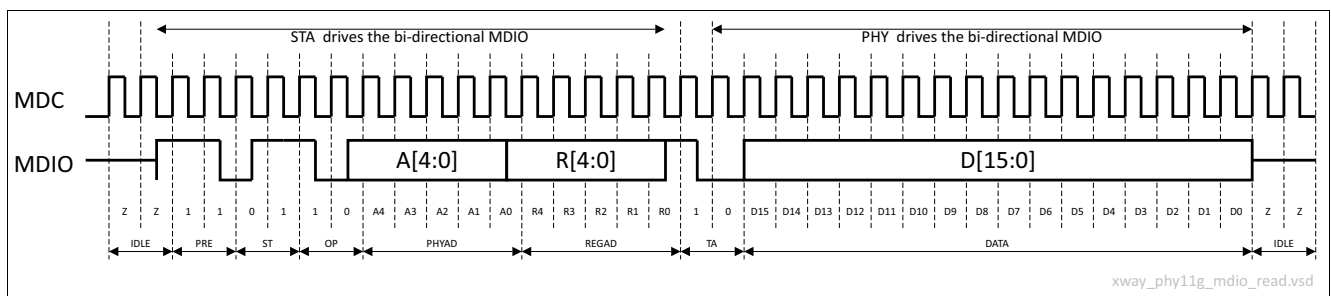 STA drives the bi-directional MDIO PHY drives the bi-directional MDIO
MDC
MDIO A[4:0] R[4:0] D[15:0]
Z Z 1 1 0 1 1 0 A4 A3 A2 A1 A0 R4 R3 R2 R1 R0 1 0 D15 D14 D13 D12 D11 D10 D9 D8 D7 D6 D5 D4 D3 D2 D1 D0 Z Z
IDLE PRE ST OP PHYAD REGAD TA DATA IDLE
xway_phy11g_mdio_read.vsd